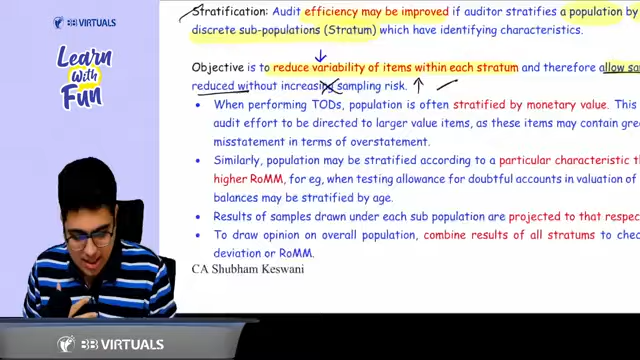 BB VIRTUALS
Learn
With
Fun
Stratification: Audit efficiency may be improved if auditor stratifies a population by
discrete sub-populations (Stratum) which have identifying characteristics.
Objective is to reduce variability of items within each stratum and therefore allow
reduced without increasing sampling risk.
• When performing TODs, population is often stratified by monetary value. This
audit effort to be directed to larger value items, as these items may contain
misstatement in terms of overstatement.
• Similarly, population may be stratified according to a particular characteristic
higher RoMM, for eg, when testing allowance for doubtful accounts in valuation of
balances may be stratified by age.
• Results of samples drawn under each sub population are projected to that
• To draw opinion on overall population, combine results of all stratums to
deviation or RoMM.
CA Shubham Keswani
BB VIRTUALS